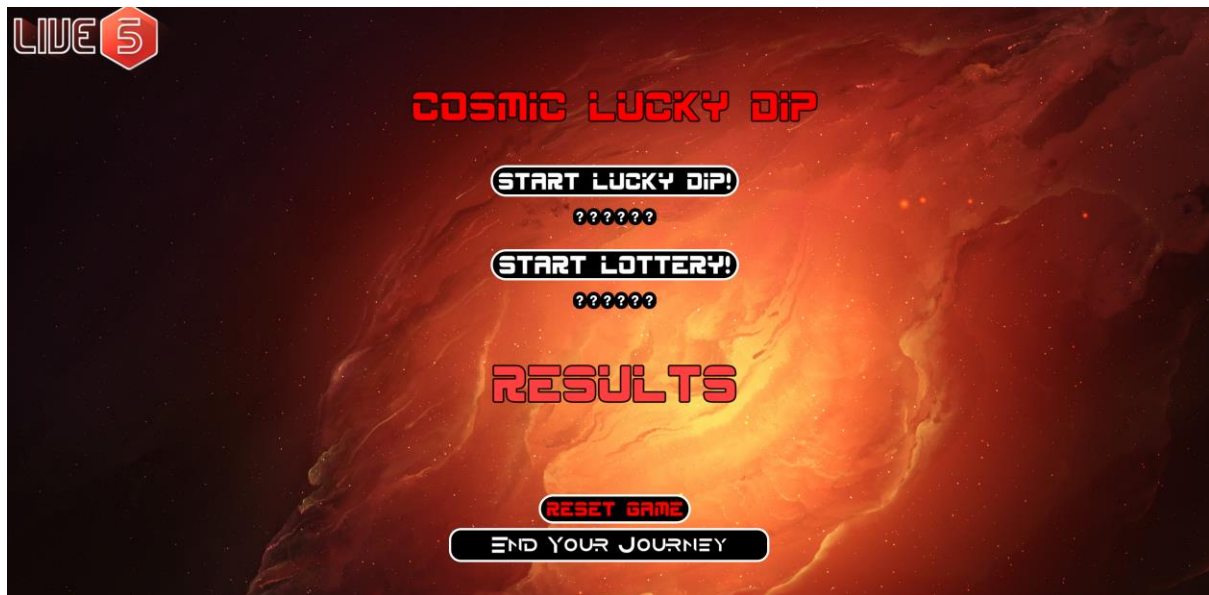 LIVE 5
COSMIC LUCKY DIP
START LUCKY DIP!
??????
START LOTTERY!
??????
RESULTS
RESET GAME
END YOUR JOURNEY